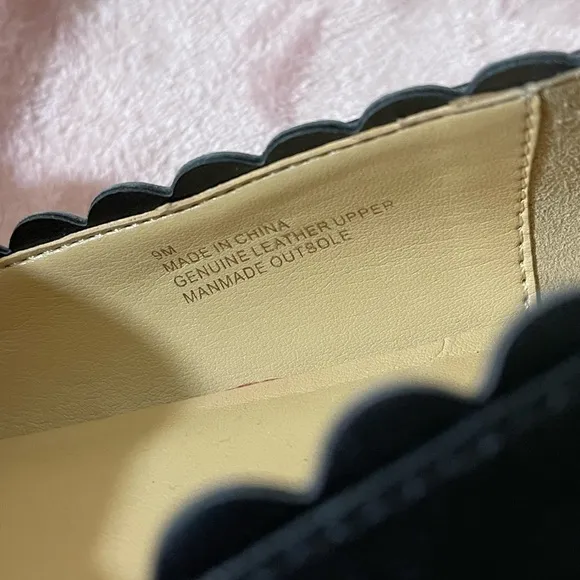 9M
MADE IN CHINA
GENUINE LEATHER UPPER
MANMADE OUTSOLE